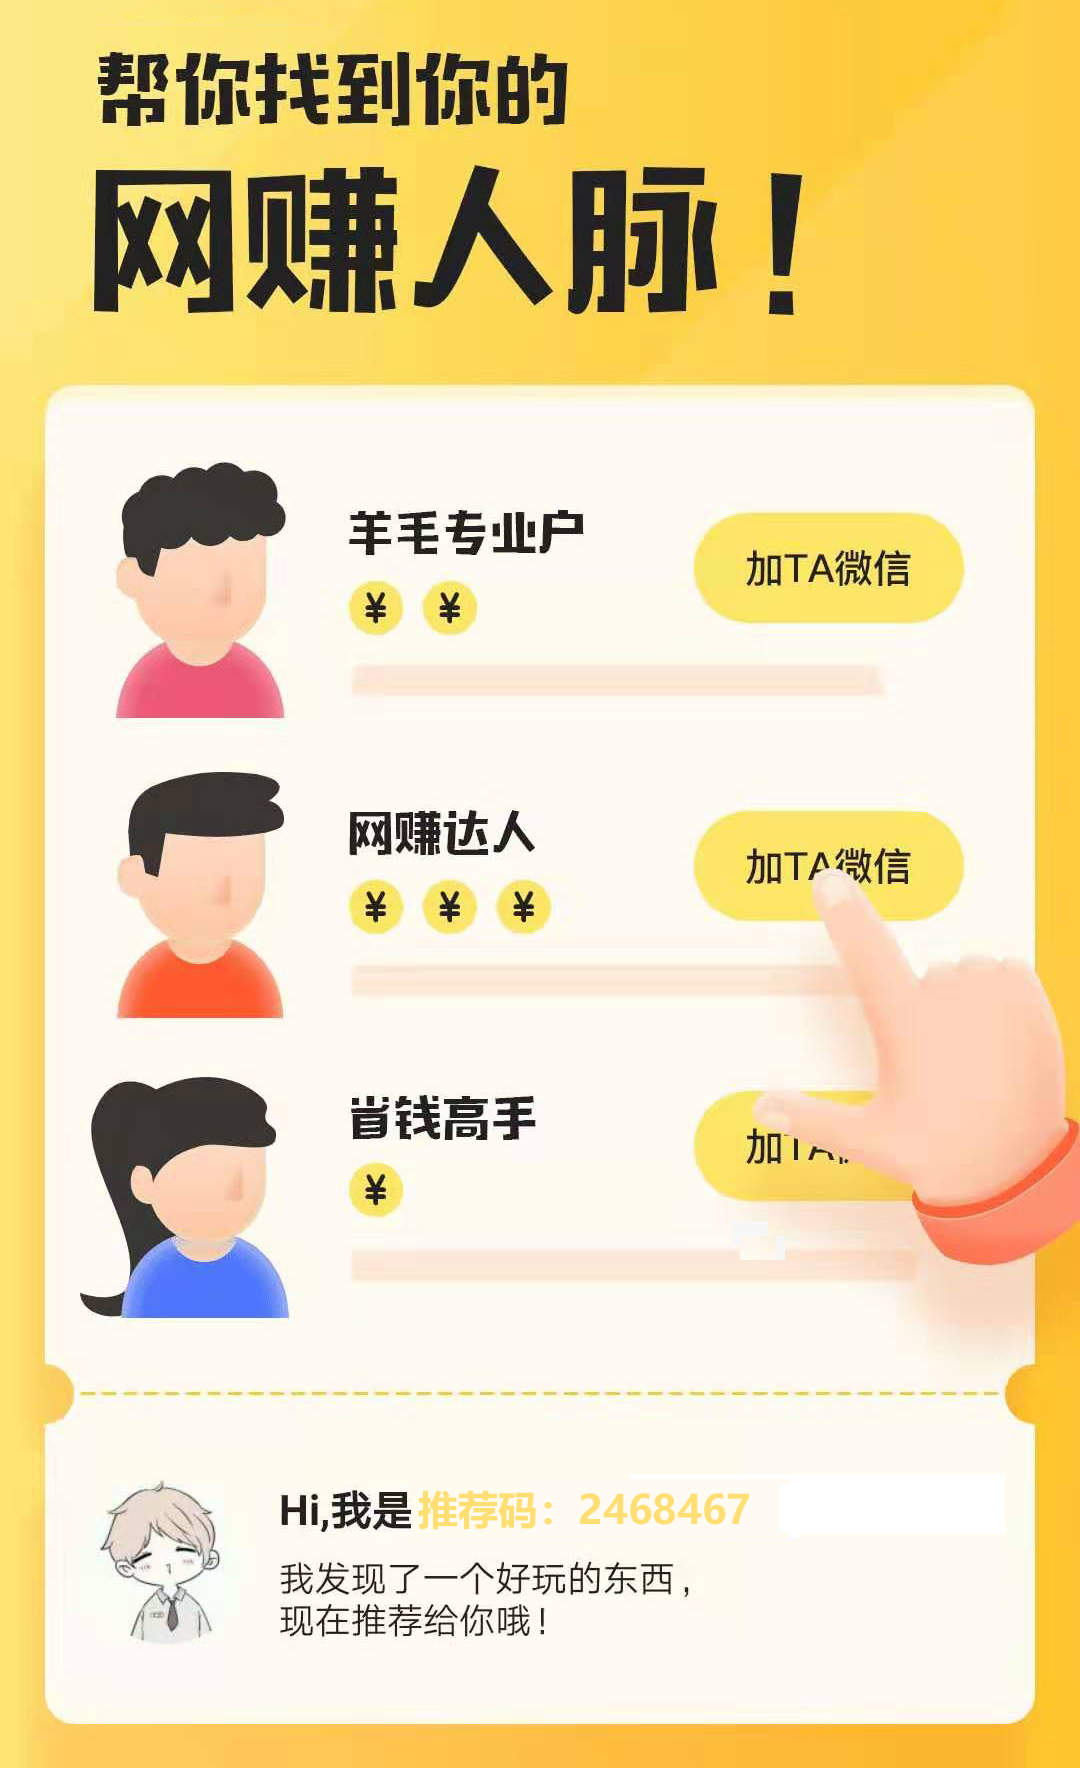 帮你找到你的
网赚人脉！
羊毛专业户
加TA微信
¥ ¥
网赚达人
加TA微信
¥ ¥ ¥
省钱高手
加TA
¥
Hi,我是推荐码：2468467
我发现了一个好玩的东西，
现在推荐给你哦！